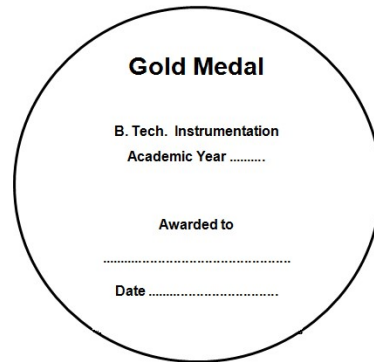 Gold Medal
B. Tech. Instrumentation
Academic Year ..........
Awarded to
....................................................
Date ....................................